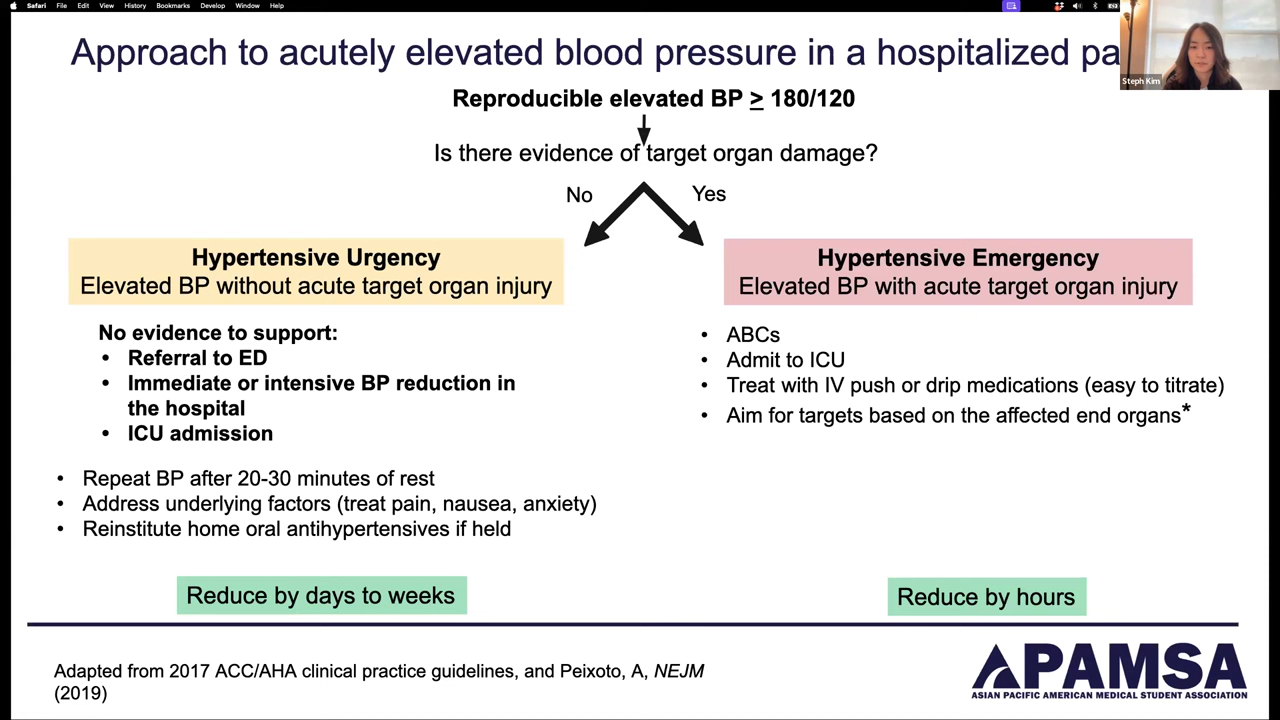 Safari File Edit View History Bookmarks Develop Window Help
Approach to acutely elevated blood pressure in a hospitalized pa
Steph Kim
Reproducible elevated BP ≥ 180/120
Is there evidence of target organ damage?
No
Yes
Hypertensive Urgency
Elevated BP without acute target organ injury
No evidence to support:
• Referral to ED
• Immediate or intensive BP reduction in
the hospital
• ICU admission
• Repeat BP after 20-30 minutes of rest
• Address underlying factors (treat pain, nausea, anxiety)
• Reinstitute home oral antihypertensives if held
Reduce by days to weeks
Hypertensive Emergency
Elevated BP with acute target organ injury
• ABCs
• Admit to ICU
• Treat with IV push or drip medications (easy to titrate)
• Aim for targets based on the affected end organs*
Reduce by hours
Adapted from 2017 ACC/AHA clinical practice guidelines, and Peixoto, A, NEJM
(2019)
APAMSA
ASIAN PACIFIC AMERICAN MEDICAL STUDENT ASSOCIATION